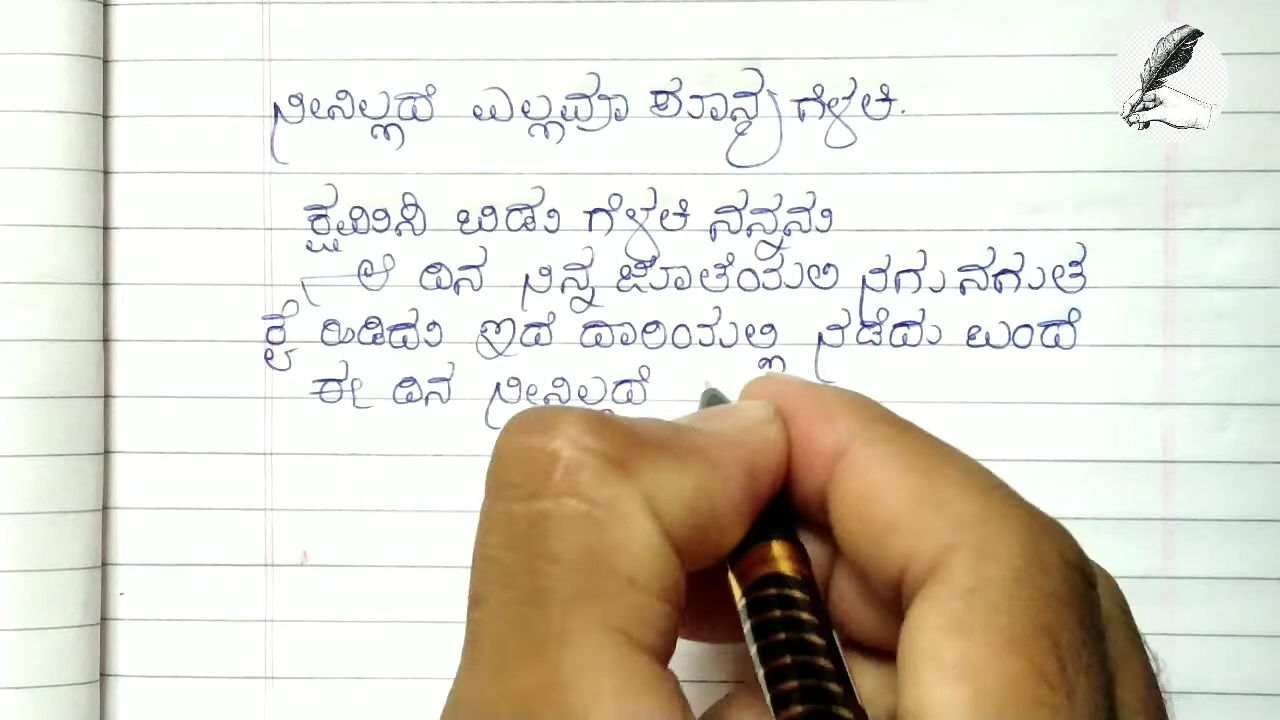 ನೀನಿಲ್ಲದೆ ಎಲ್ಲವೂ ಶೂನ್ಯ ಗೆಳತಿ.
ಕ್ಷಮಿಸಿ ಬಿಡು ಗೆಳತಿ ನನ್ನನು
ಆ ದಿನ ನಿನ್ನ ಜೊತೆಯಲಿ ನಗು ನಗುತ
ಕೈ ಹಿಡಿದು ಇದೆ ದಾರಿಯಲ್ಲಿ ನಡೆದು ಬಂದೆ
ಈ ದಿನ ನೀನಿಲ್ಲದೆ